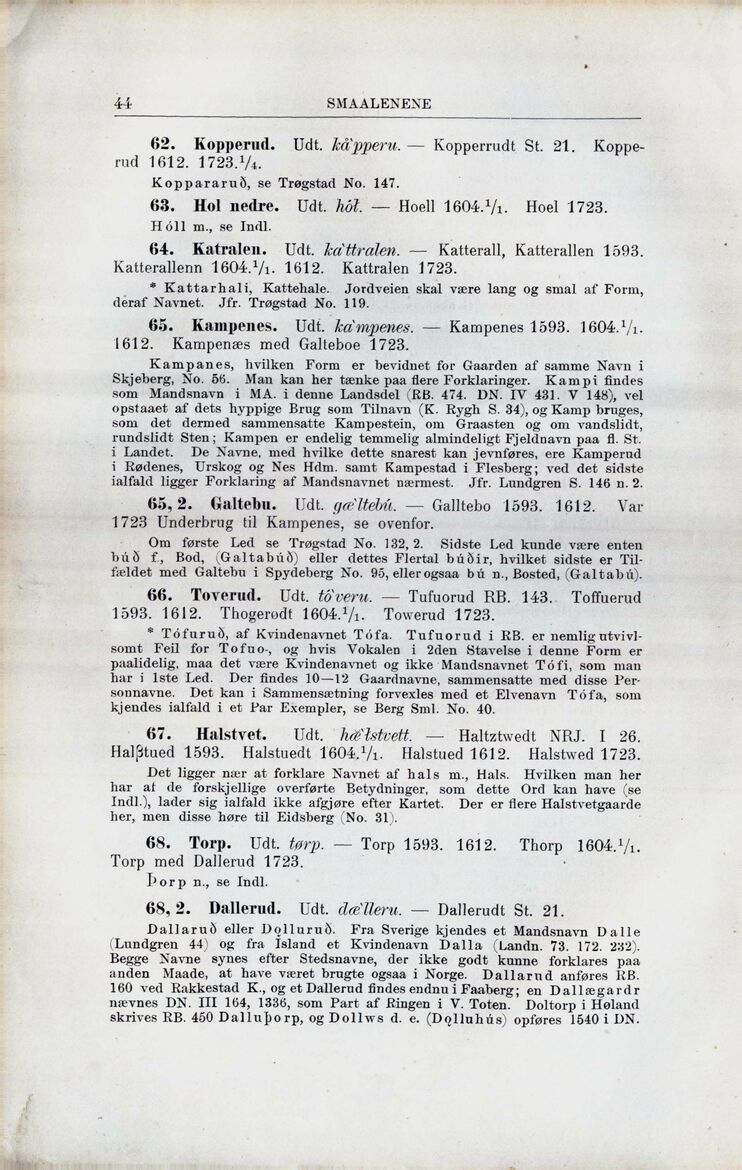 44 SMAALENENE
62. Kopperud. Udt. kå`pperu. — Kopperrudt St. 21. Koppe-
rud 1612. 1723.¹/₄.
Koppararuð, se Trøgstad No. 147.
63. Hol nedre. Udt. hól. — Hoell 1604.¹/₁. Hoel 1723.
Hóll m., se Indl.
64. Katralen. Udt. ka`ttralen. — Katterall, Katterallen 1593.
Katterallenn 1604.¹/₁. 1612. Kattralen 1723.
* Kattarhali, Kattehale. Jordveien skal være lang og smal af Form,
deraf Navnet. Jfr. Trøgstad No. 119.
65. Kampenes. Udt. ka`mpenes. — Kampenes 1593. 1604.¹/₁.
1612. Kampenæs med Galteboe 1723.
Kampanes, hvilken Form er bevidnet for Gaarden af samme Navn i
Skjeberg, No. 56. Man kan her tænke paa flere Forklaringer. Kampi findes
som Mandsnavn i MA. i denne Landsdel (RB. 474. DN. IV 431. V 148), vel
opstaaet af dets hyppige Brug som Tilnavn (K. Rygh S. 34), og Kamp bruges,
som det dermed sammensatte Kampestein, om Graasten og om vandslidt,
rundslidt Sten; Kampen er endelig temmelig almindeligt Fjeldnavn paa fl. St.
i Landet. De Navne, med hvilke dette snarest kan jevnføres, ere Kamperud
i Rødenes, Urskog og Nes Hdm. samt Kampestad i Flesberg; ved det sidste
ialfald ligger Forklaring af Mandsnavnet nærmest. Jfr. Lundgren S. 146 n. 2.
65, 2. Galtebu. Udt. gæ`ltebú. — Galltebo 1593. 1612. Var
1723 Underbrug til Kampenes, se ovenfor.
Om første Led se Trøgstad No. 132, 2. Sidste Led kunde være enten
búð f., Bod, (Galtabúð) eller dettes Flertal búðir, hvilket sidste er Til-
fældet med Galtebu i Spydeberg No. 95, eller ogsaa bú n., Bosted, (Galtabú).
66. Toverud. Udt. tô`veru. — Tufuorud RB. 143. Toffuerud
1593. 1612. Thogerødt 1604.¹/₁. Towerud 1723.
* Tófuruð, af Kvindenavnet Tófa. Tufuorud i RB. er nemlig utvivl-
somt Feil for Tofuo-, og hvis Vokalen i 2den Stavelse i denne Form er
paalidelig, maa det være Kvindenavnet og ikke Mandsnavnet Tófi, som man
har i 1ste Led. Der findes 10—12 Gaardnavne, sammensatte med disse Per-
sonnavne. Det kan i Sammensætning forvexles med et Elvenavn Tófa, som
kjendes ialfald i et Par Exempler, se Berg Sml. No. 40.
67. Halstvet. Udt. hæ`lstvett. — Haltztwedt NRJ. I 26.
Halβtued 1593. Halstuedt 1604.¹/₁. Halstued 1612. Halstwed 1723.
Det ligger nær at forklare Navnet af hals m., Hals. Hvilken man her
har af de forskjellige overførte Betydninger, som dette Ord kan have (se
Indl.), lader sig ialfald ikke afgjøre efter Kartet. Der er flere Halstvetgaarde
her, men disse høre til Eidsberg (No. 31).
68. Torp. Udt. tørp. — Torp 1593. 1612. Thorp 1604.¹/₁.
Torp med Dallerud 1723.
Þorp n., se Indl.
68, 2. Dallerud. Udt. dæ`lleru. — Dallerudt St. 21.
Dallaruð eller Dǫlluruð. Fra Sverige kjendes et Mandsnavn Dalle
(Lundgren 44) og fra Island et Kvindenavn Dalla (Landn. 73. 172. 232).
Begge Navne synes efter Stedsnavne, der ikke godt kunne forklares paa
anden Maade, at have været brugte ogsaa i Norge. Dallarud anføres RB.
160 ved Rakkestad K., og et Dallerud findes endnu i Faaberg; en Dallægardr
nævnes DN. III 164, 1336, som Part af Ringen i V. Toten. Doltorp i Høland
skrives RB. 450 Dalluþorp, og Dollws d. e. (Dǫlluhús) opføres 1540 i DN.